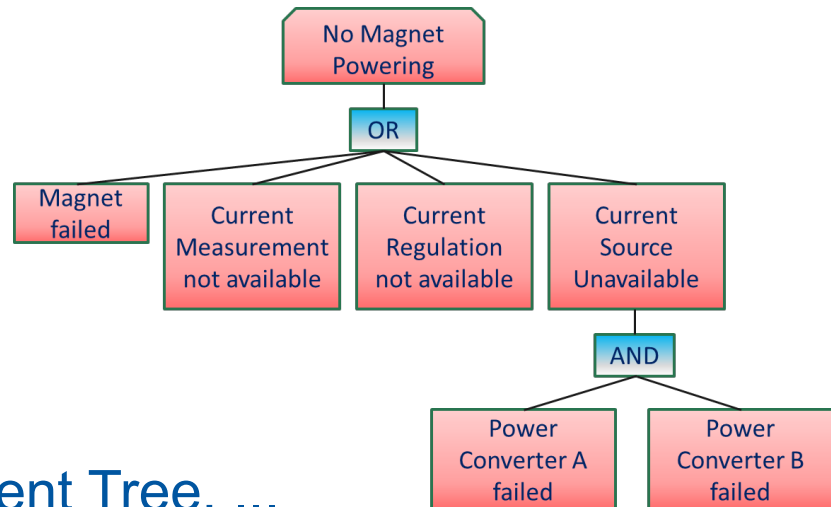 No Magnet
Powering
OR
Magnet
failed
Current
Measurement
not available
Current
Regulation
not available
Current
Source
Unavailable
AND
Power
Converter A
failed
Power
Converter B
failed
ent Tree, ...